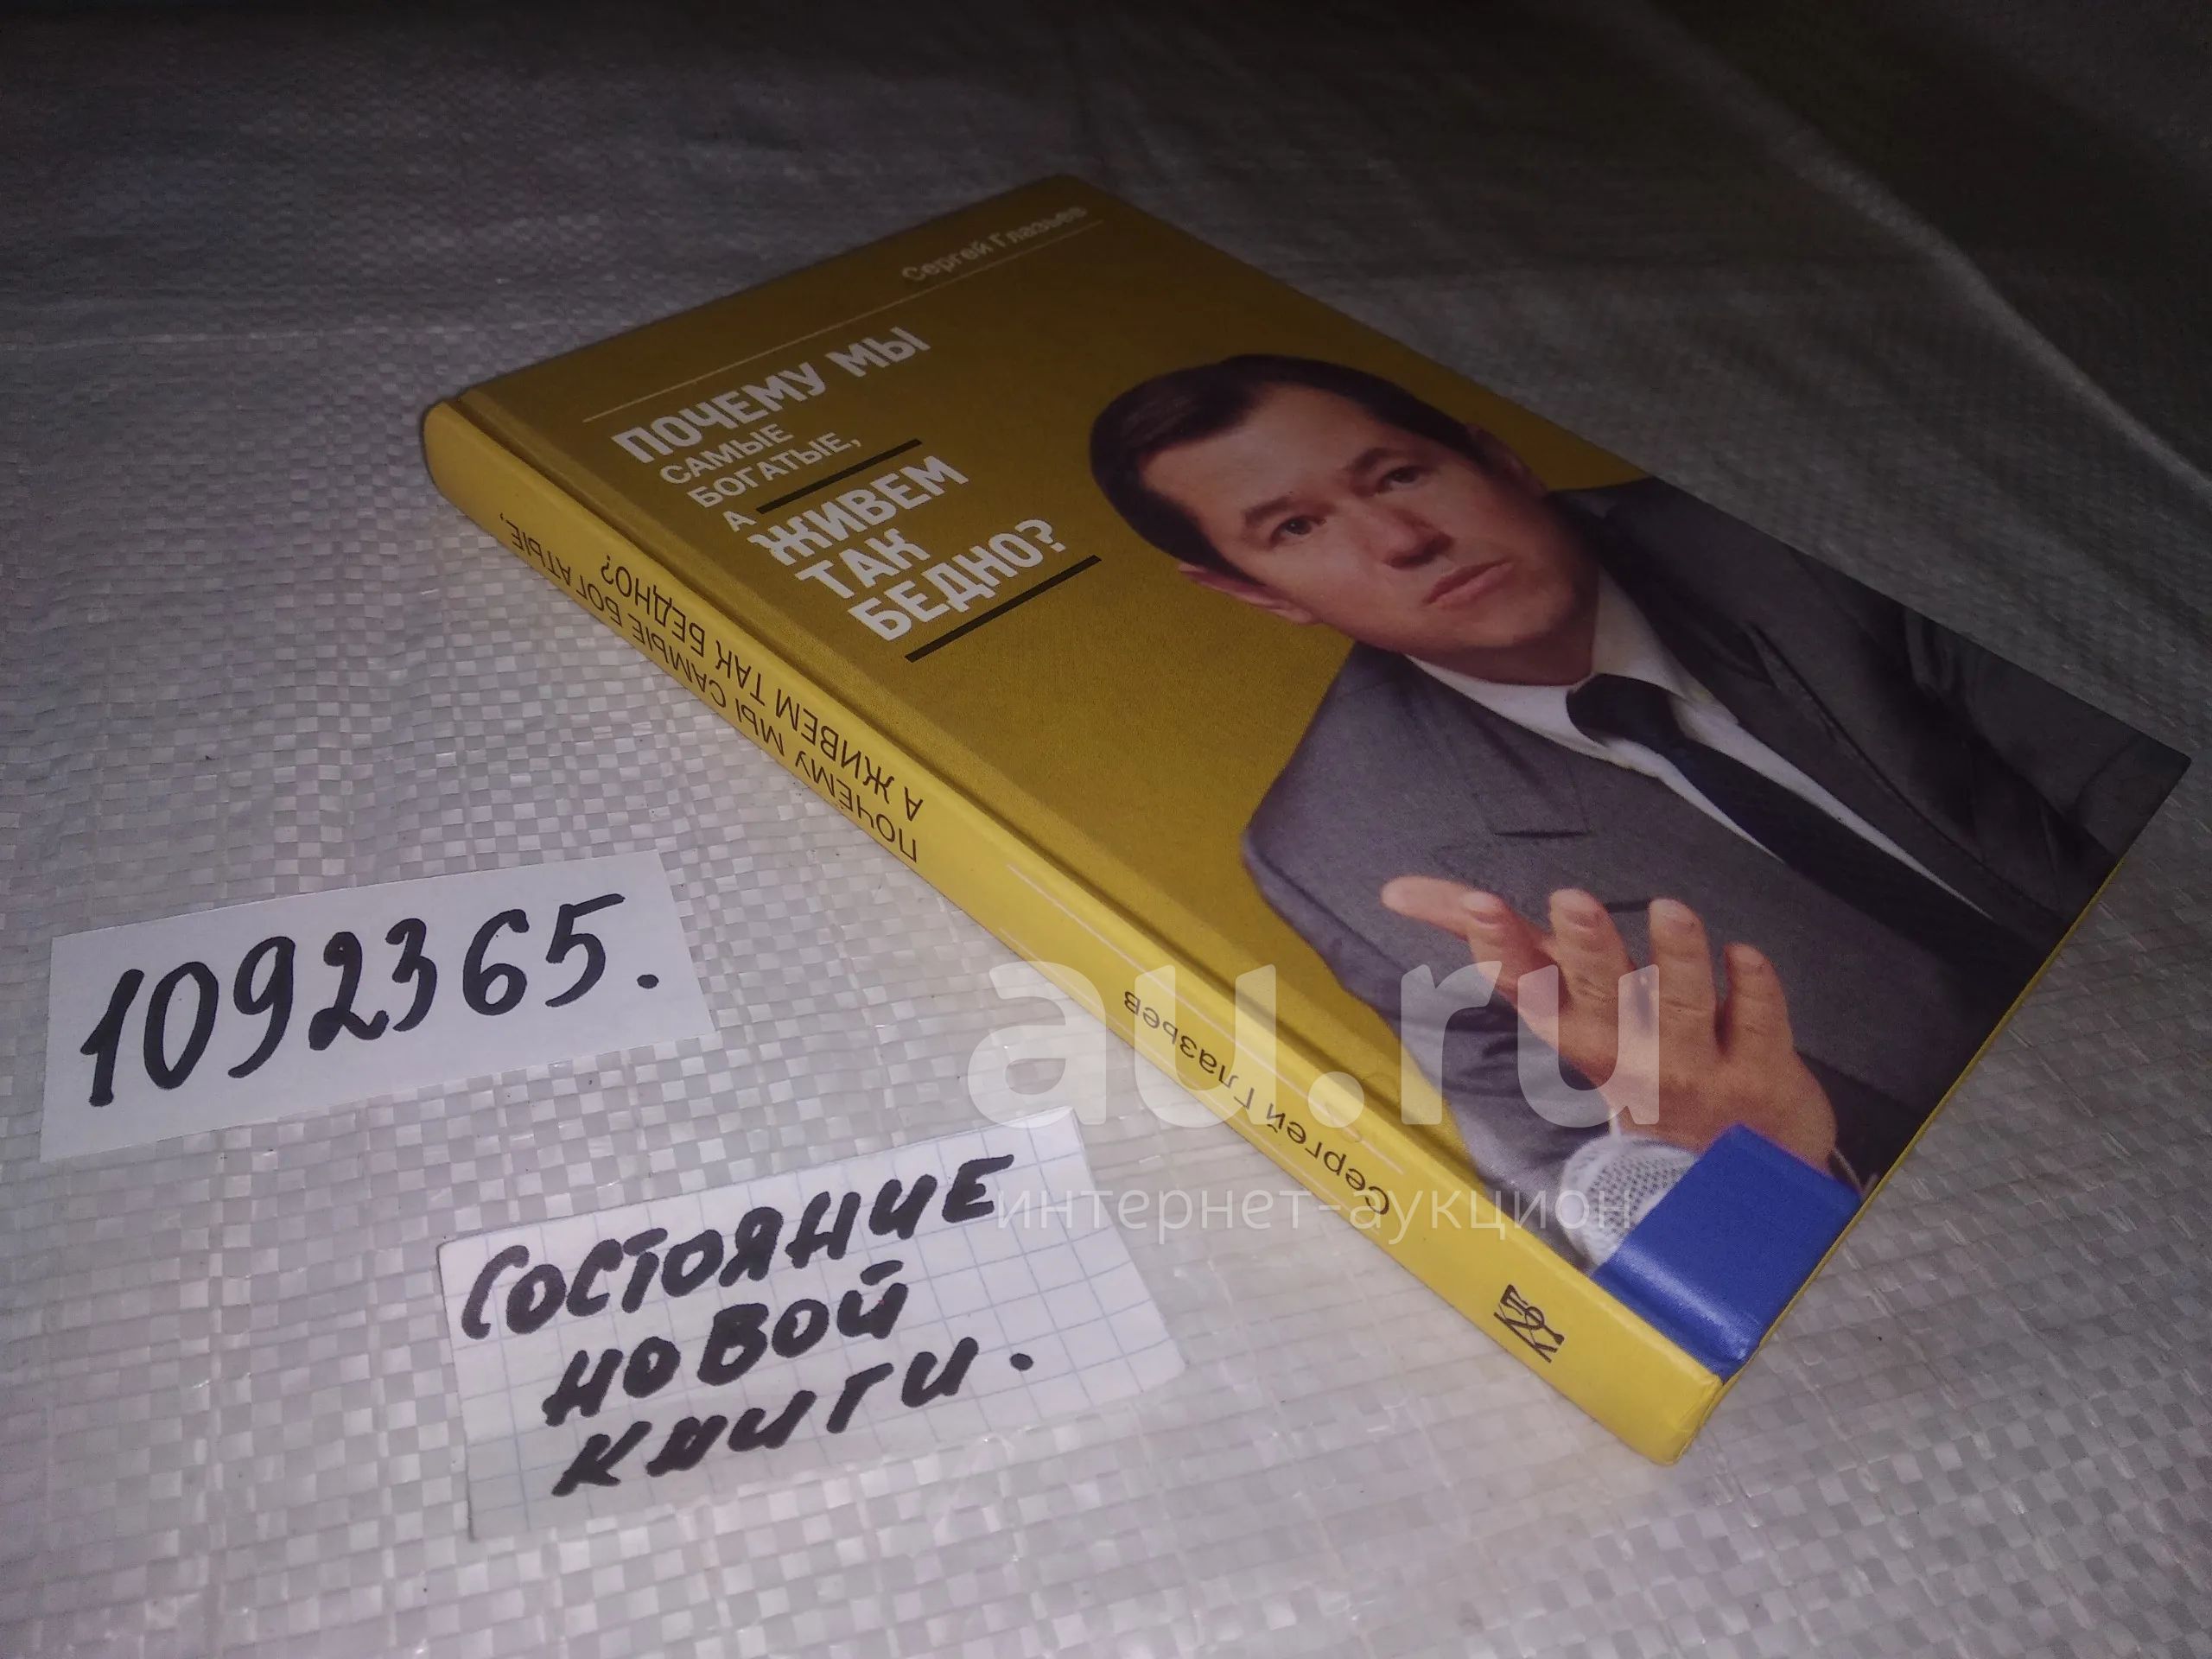 Сергей Глазьев
ПОЧЕМУ МЫ
САМЫЕ
БОГАТЫЕ,
А ЖИВЕМ
ТАК
БЕДНО?
ПОЧЕМУ МЫ САМЫЕ БОГАТЫЕ,
А ЖИВЕМ ТАК БЕДНО?
Сергей Глазьев
1092365.
СОСТОЯНИЕ
НОВОЙ
КНИГИ.
au.ru
интернет-аукцион